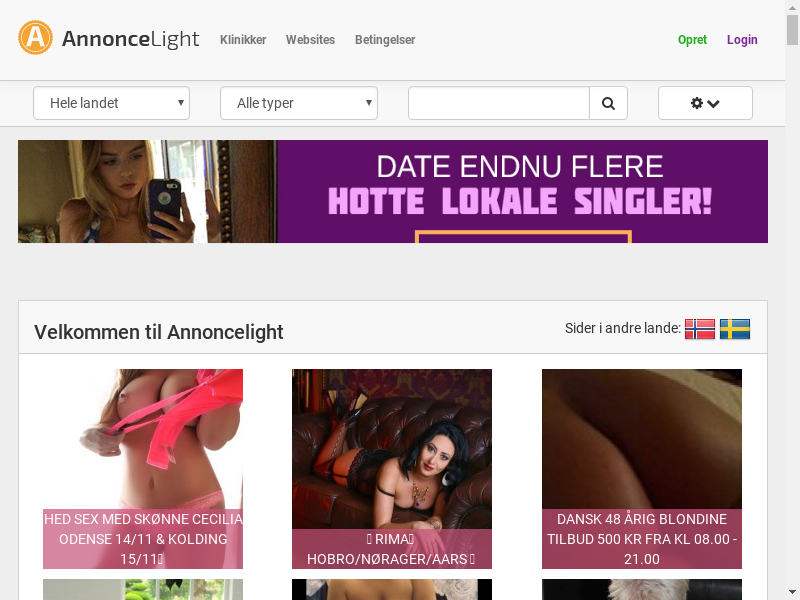 A AnnonceLight Klinikker Websites Betingelser Opret Login
Hele landet Alle typer
DATE ENDNU FLERE
HOTTE LOKALE SINGLER!
Velkommen til Annoncelight Sider i andre lande:
HED SEX MED SKØNNE CECILIA
ODENSE 14/11 & KOLDING
15/11
RIMA
HOBRO/NØRAGER/AARS
DANSK 48 ÅRIG BLONDINE
TILBUD 500 KR FRA KL 08.00 -
21.00